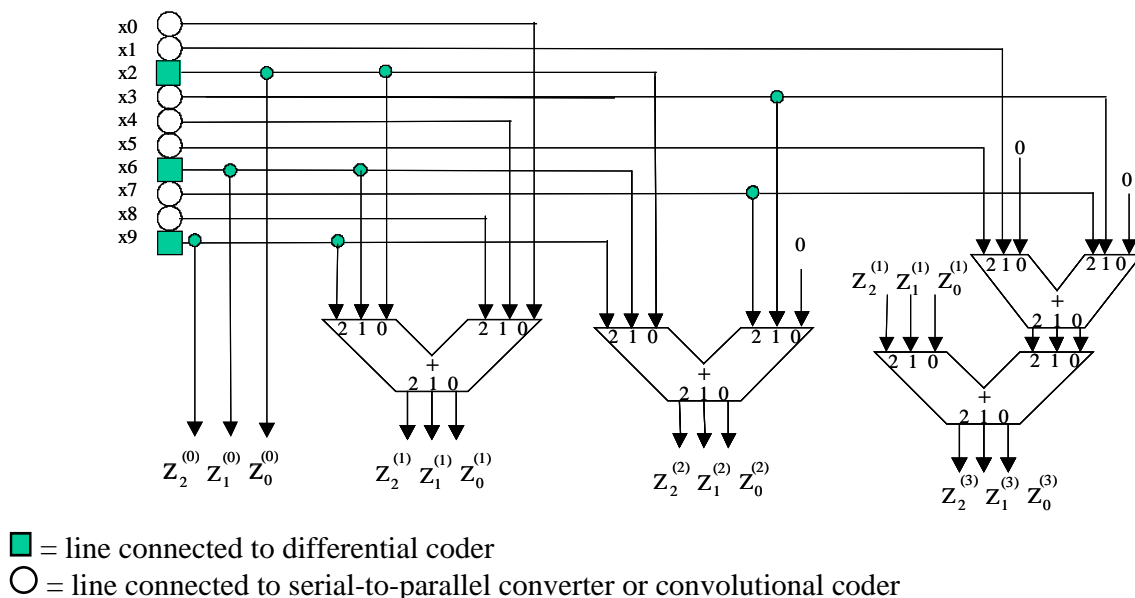 x0
x1
x2
x3
x4
x5
x6
x7
x8
x9
0
0
0
Z₂⁽¹⁾ Z₁⁽¹⁾ Z₀⁽¹⁾
2 1 0 2 1 0
+
2 1 0
2 1 0 2 1 0
+
2 1 0
2 1 0 2 1 0
+
2 1 0
2 1 0 2 1 0
+
2 1 0
Z₂⁽⁰⁾ Z₁⁽⁰⁾ Z₀⁽⁰⁾
Z₂⁽¹⁾ Z₁⁽¹⁾ Z₀⁽¹⁾
Z₂⁽²⁾ Z₁⁽²⁾ Z₀⁽²⁾
Z₂⁽³⁾ Z₁⁽³⁾ Z₀⁽³⁾
= line connected to differential coder
= line connected to serial-to-parallel converter or convolutional coder